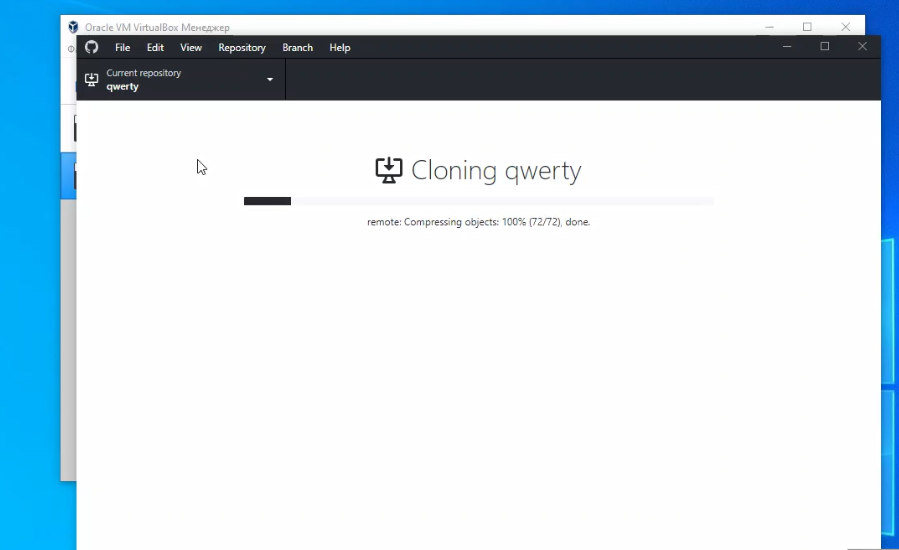 Oracle VM VirtualBox Менеджер
File Edit View Repository Branch Help
Current repository
qwerty
Cloning qwerty
remote: Compressing objects: 100% (72/72), done.